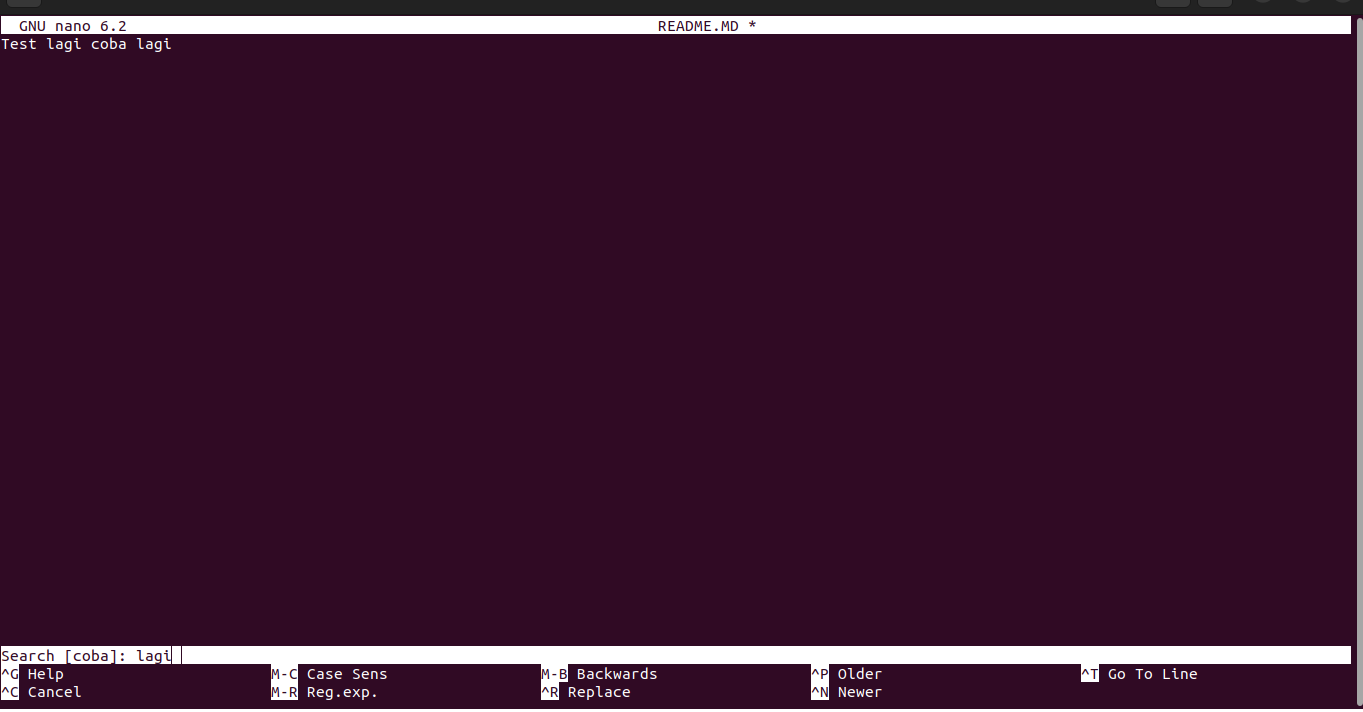 GNU nano 6.2 README.MD *
Test lagi coba lagi
Search [coba]: lagi
^G Help M-C Case Sens M-B Backwards ^P Older ^T Go To Line
^C Cancel M-R Reg.exp. ^R Replace ^N Newer